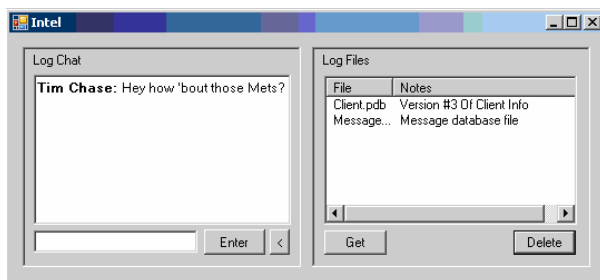 Intel
Log Chat
Tim Chase: Hey how 'bout those Mets?
Enter <
Log Files
File Notes
Client.pdb Version #3 Of Client Info
Message... Message database file
Get Delete